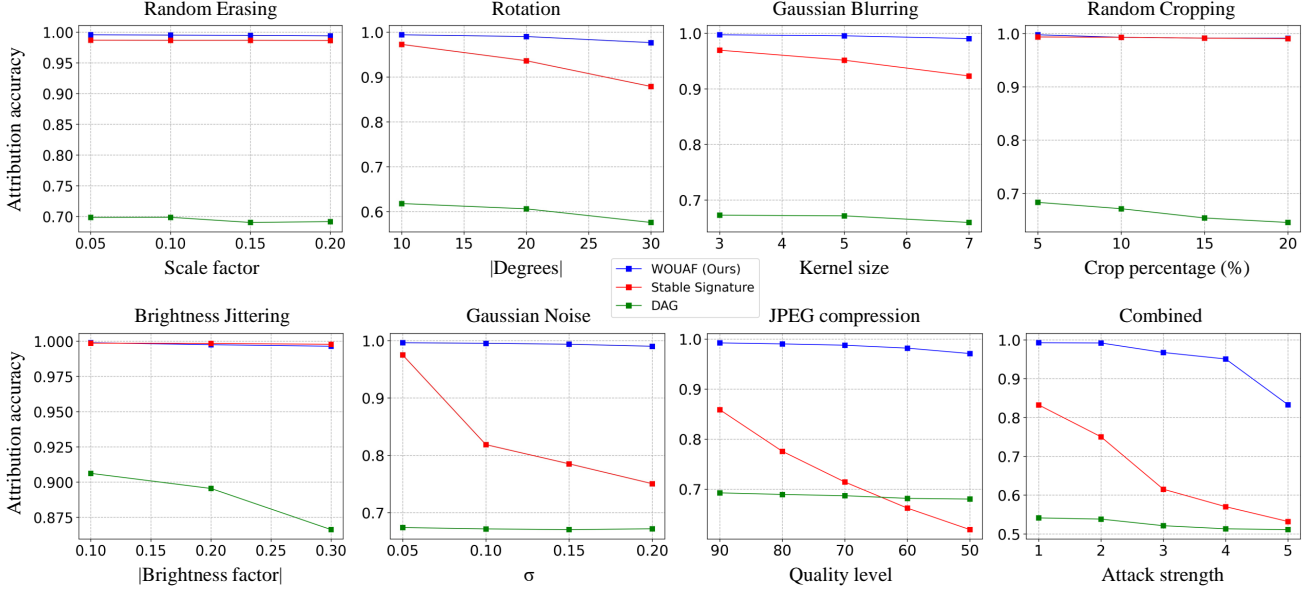 Random Erasing
Rotation
Gaussian Blurring
Random Cropping
Attribution accuracy
1.00
0.95
0.90
0.85
0.80
0.75
0.70
0.05 0.10 0.15 0.20
Scale factor
1.0
0.9
0.8
0.7
0.6
10 15 20 25 30
|Degrees|
1.0
0.9
0.8
0.7
3 4 5 6 7
Kernel size
1.0
0.9
0.8
0.7
5 10 15 20
Crop percentage (%)
WOUAF (Ours)
Stable Signature
DAG
Brightness Jittering
Gaussian Noise
JPEG compression
Combined
Attribution accuracy
1.000
0.975
0.950
0.925
0.900
0.875
0.10 0.20 0.30
|Brightness factor|
1.0
0.9
0.8
0.7
0.05 0.10 0.15 0.20
σ
1.0
0.9
0.8
0.7
90 80 70 60 50
Quality level
1.0
0.9
0.8
0.7
0.6
0.5
1 2 3 4 5
Attack strength